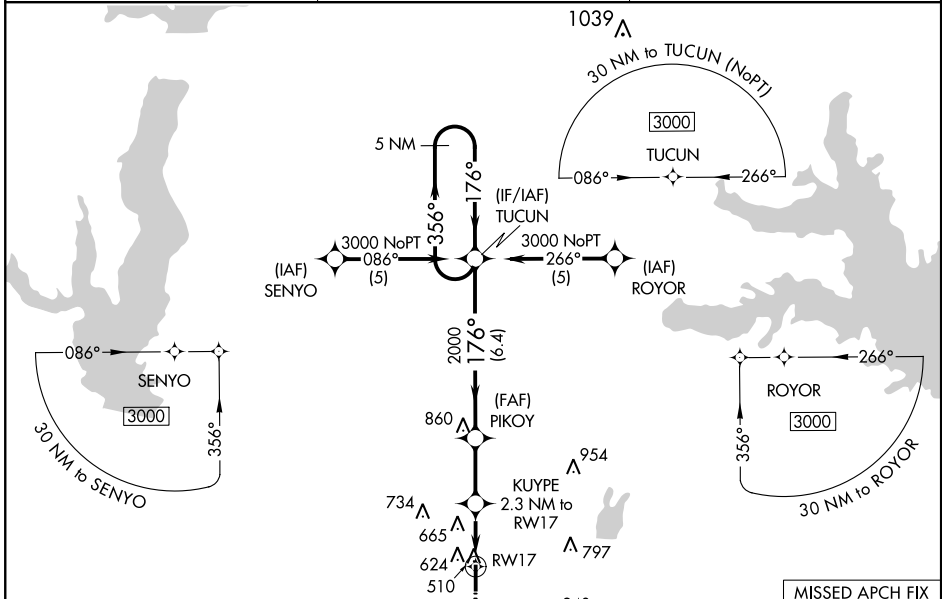 1039
30 NM to TUCUN (NoPT)
3000
TUCUN
086°
266°
5 NM
176°
356°
(IF/IAF)
TUCUN
3000 NoPT
086°
(5)
3000 NoPT
266°
(5)
(IAF)
SENYO
(IAF)
ROYOR
2000
176°
(6.4)
086°
SENYO
3000
356°
30 NM to SENYO
266°
ROYOR
3000
356°
30 NM to ROYOR
(FAF)
PIKOY
860
954
KUYPE
2.3 NM to
RW17
734
665
797
624
RW17
510
MISSED APCH FIX